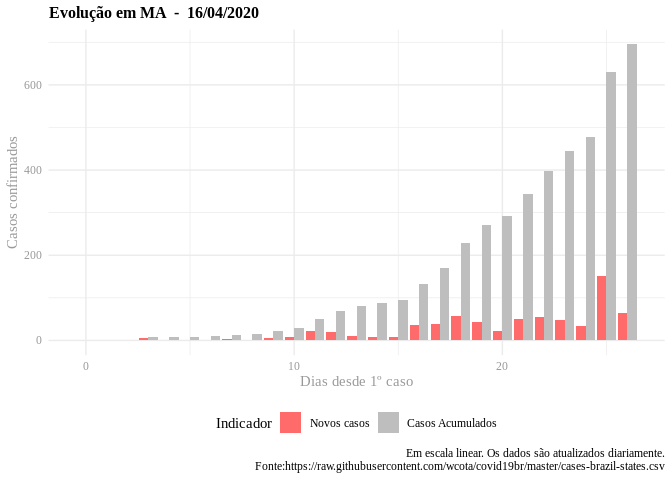 Evolução em MA - 16/04/2020
Casos confirmados
600
400
200
0
0 10 20
Dias desde 1º caso
Indicador Novos casos Casos Acumulados
Em escala linear. Os dados são atualizados diariamente.
Fonte:https://raw.githubusercontent.com/wcota/covid19br/master/cases-brazil-states.csv